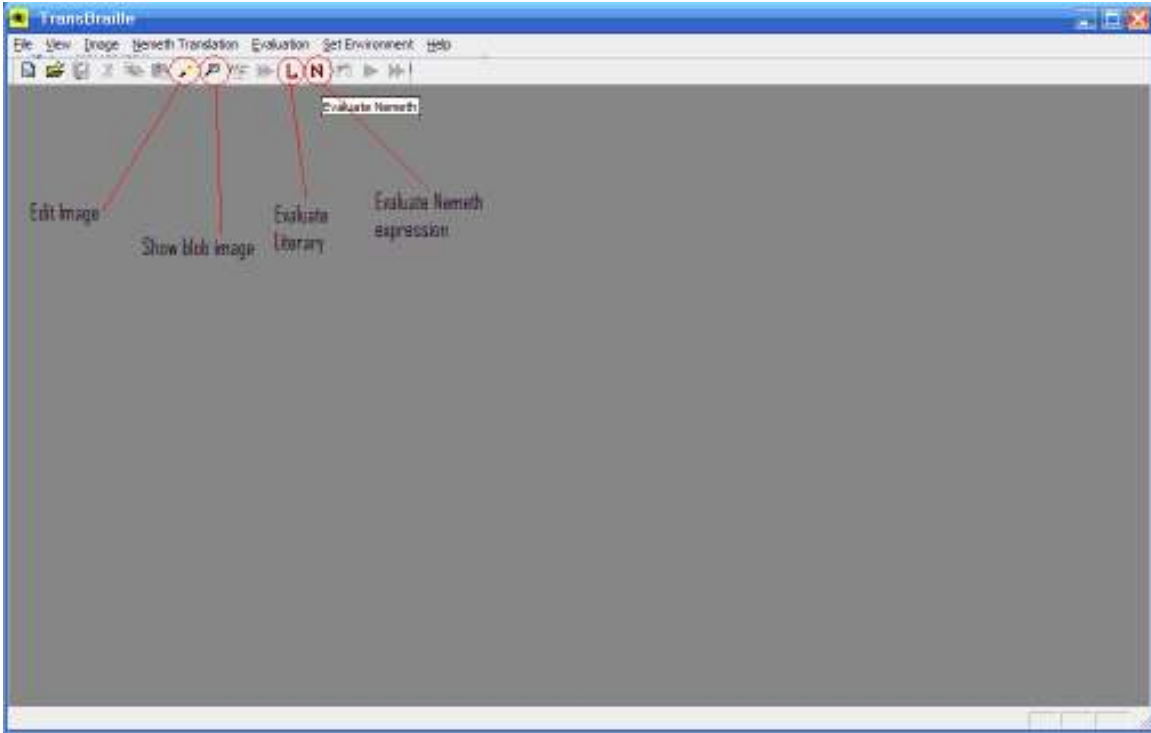 TransBraille
File View Image Nemeth Translation Evaluation Set Environment Help
L N
Evaluate Nemeth
Edit Image
Show blob image
Evaluate
Literary
Evaluate Nemeth
expression